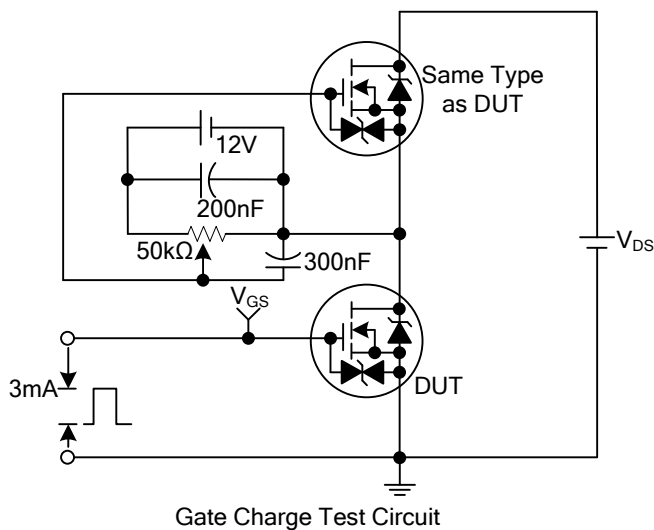 Same Type
as DUT
12V
200nF
50kΩ
300nF
VDS
VGS
3mA
DUT
Gate Charge Test Circuit